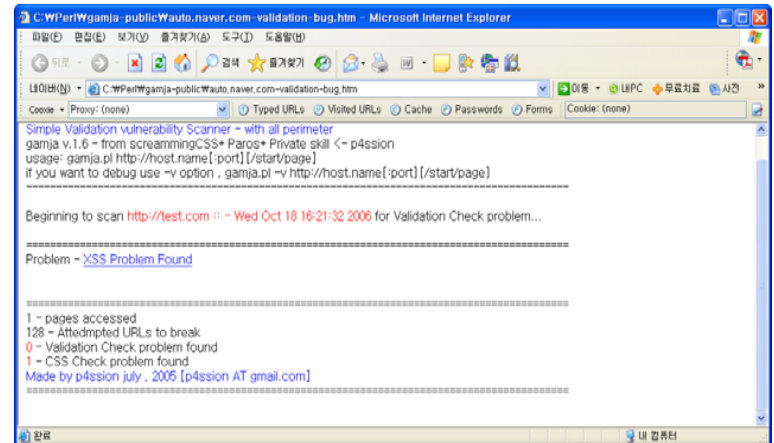 C:\Perl\gamja-public\auto.naver.com-validation-bug.htm - Microsoft Internet Explorer
파일(F) 편집(E) 보기(V) 즐겨찾기(A) 도구(T) 도움말(H)
뒤로 검색 즐겨찾기
네이버(N) C:\Perl\gamja-public\auto.naver.com-validation-bug.htm 이동 내PC 무료치료 사전 »
Cookie Proxy: (none) Typed URLs Visited URLs Cache Passwords Forms Cookie: (none)
Simple Validation vulnerability Scanner - with all perimeter
gamja v.1.6 - from screammingCSS+ Paros+ Private skill <- p4ssion
usage: gamja.pl http://host.name[:port][/start/page]
if you want to debug use -v option , gamja.pl -v http://host.name[:port][/start/page]
Beginning to scan http://test.com :: - Wed Oct 18 16:21:32 2006 for Validation Check problem...
Problem - XSS Problem Found
1 - pages accessed
128 - Attedmpted URLs to break
0 - Validation Check problem found
1 - CSS Check problem found
Made by p4ssion july , 2005 [p4ssion AT gmail.com]
완료 내 컴퓨터